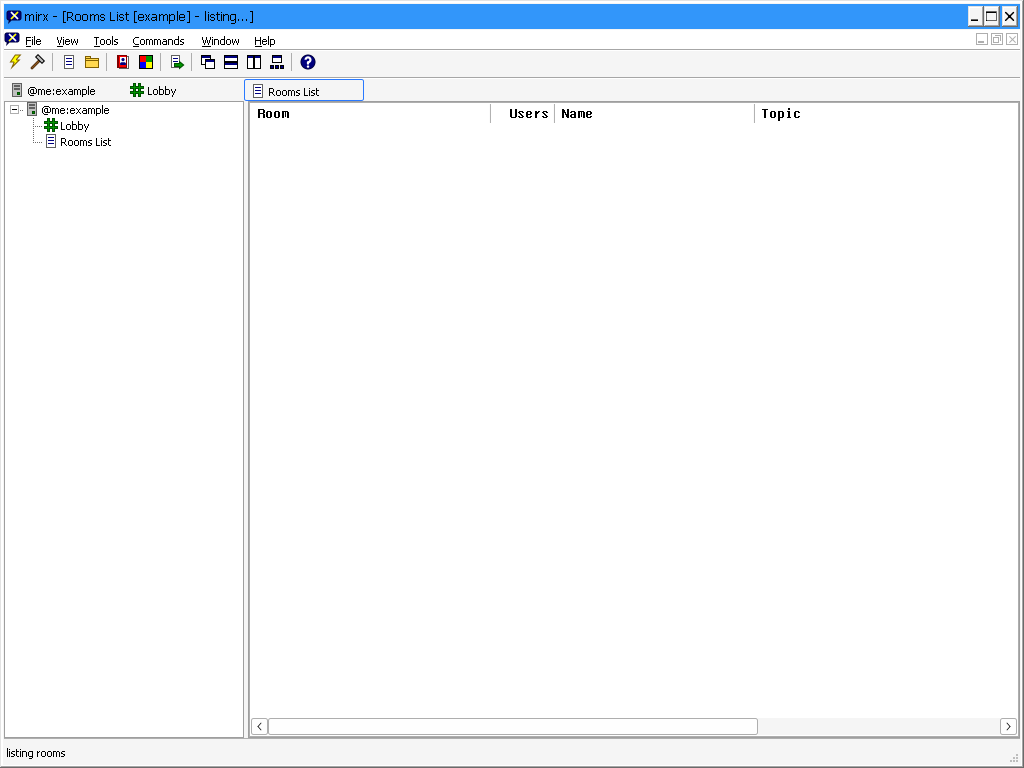 mirx - [Rooms List [example] - listing...]
File View Tools Commands Window Help
@me:example Lobby Rooms List
@me:example
Lobby
Rooms List
Room Users Name Topic
listing rooms